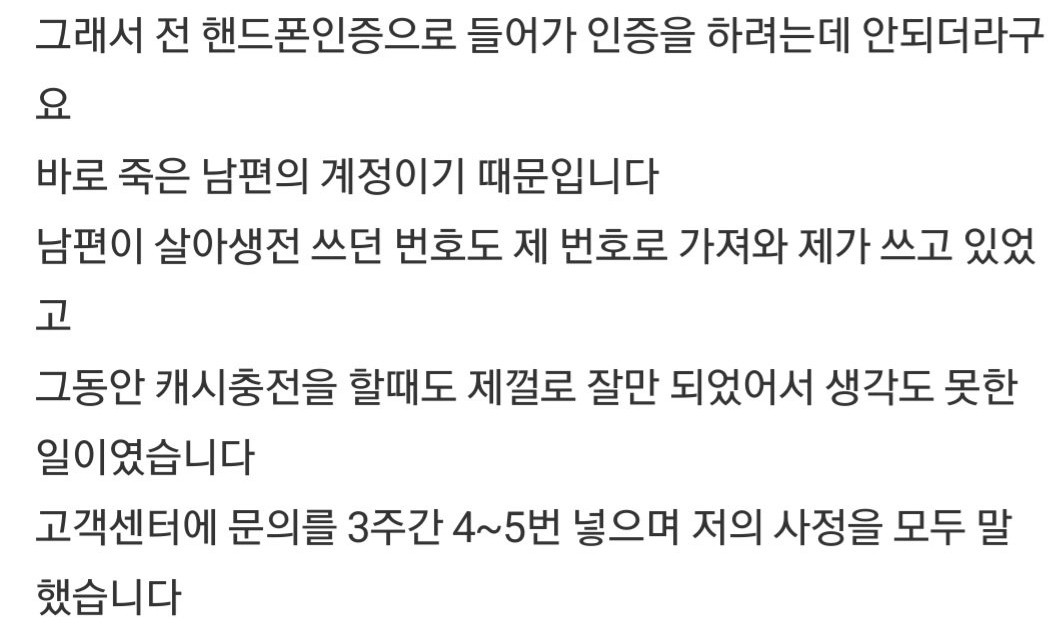 그래서 전 핸드폰인증으로 들어가 인증을 하려는데 안되더라구
요
바로 죽은 남편의 계정이기 때문입니다
남편이 살아생전 쓰던 번호도 제 번호로 가져와 제가 쓰고 있었
고
그동안 캐시충전을 할때도 제껄로 잘만 되었어서 생각도 못한
일이였습니다
고객센터에 문의를 3주간 4~5번 넣으며 저의 사정을 모두 말
했습니다